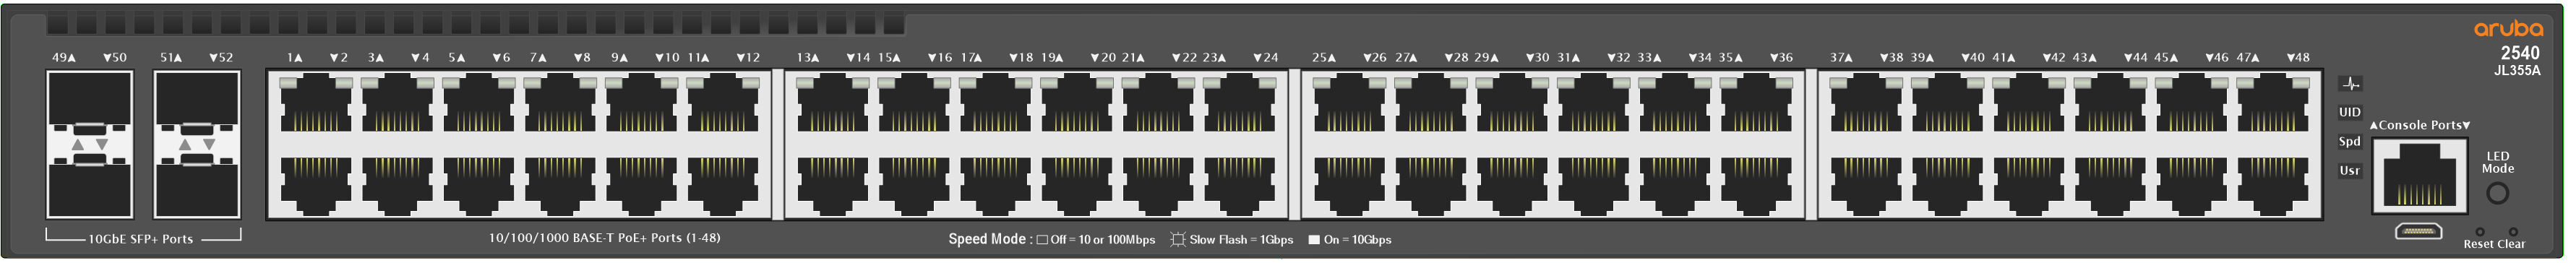 aruba
2540
JL355A
49▲ ▼50 51▲ ▼52 1▲ ▼2 3▲ ▼4 5▲ ▼6 7▲ ▼8 9▲ ▼10 11▲ ▼12 13▲ ▼14 15▲ ▼16 17▲ ▼18 19▲ ▼20 21▲ ▼22 23▲ ▼24 25▲ ▼26 27▲ ▼28 29▲ ▼30 31▲ ▼32 33▲ ▼34 35▲ ▼36 37▲ ▼38 39▲ ▼40 41▲ ▼42 43▲ ▼44 45▲ ▼46 47▲ ▼48
UID
Spd
Usr
▲Console Ports▼
LED
Mode
10GbE SFP+ Ports
10/100/1000 BASE-T PoE+ Ports (1-48)
Speed Mode : Off = 10 or 100Mbps Slow Flash = 1Gbps On = 10Gbps
Reset Clear